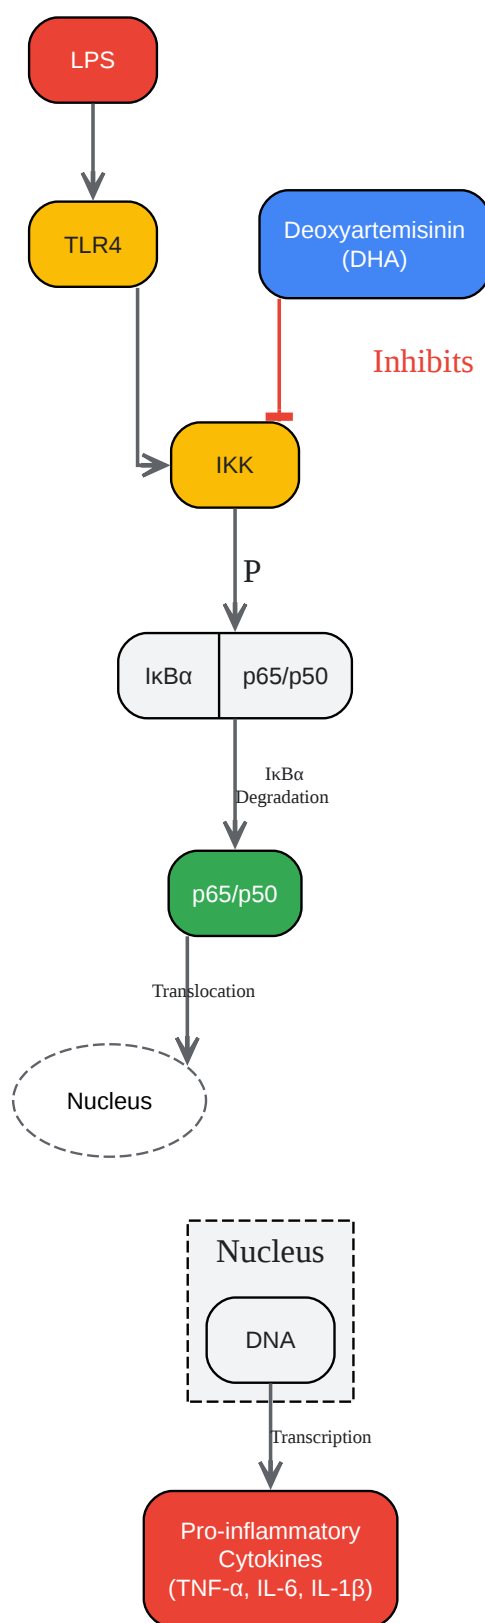 LPS
TLR4
Deoxyartemisinin
(DHA)
Inhibits
IKK
P
IκBα
p65/p50
IκBα
Degradation
p65/p50
Translocation
Nucleus
Nucleus
DNA
Transcription
Pro-inflammatory
Cytokines
(TNF-α, IL-6, IL-1β)